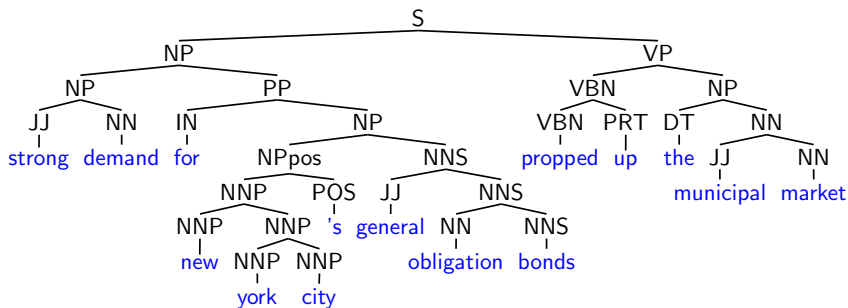 S
NP VP
NP PP VBN NP
JJ NN IN NP VBN PRT DT NN
strong demand for NPpos NNS propped up the JJ NN
NNP POS JJ NNS municipal market
NNP NNP 's general NN NNS
new NNP NNP obligation bonds
york city